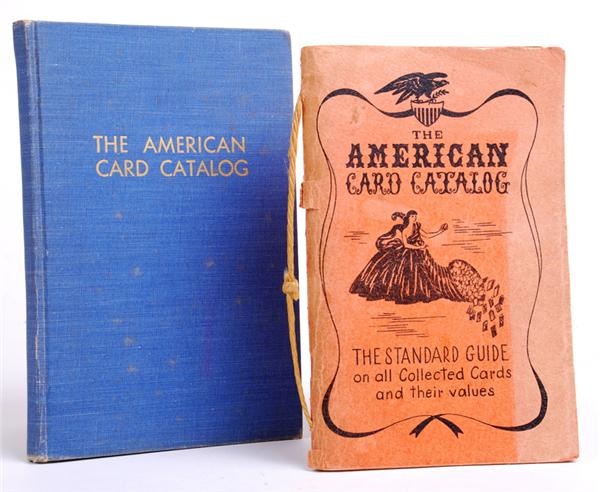 THE AMERICAN
CARD CATALOG
THE
AMERICAN
CARD CATALOG
THE STANDARD GUIDE
on all Collected Cards
and their values